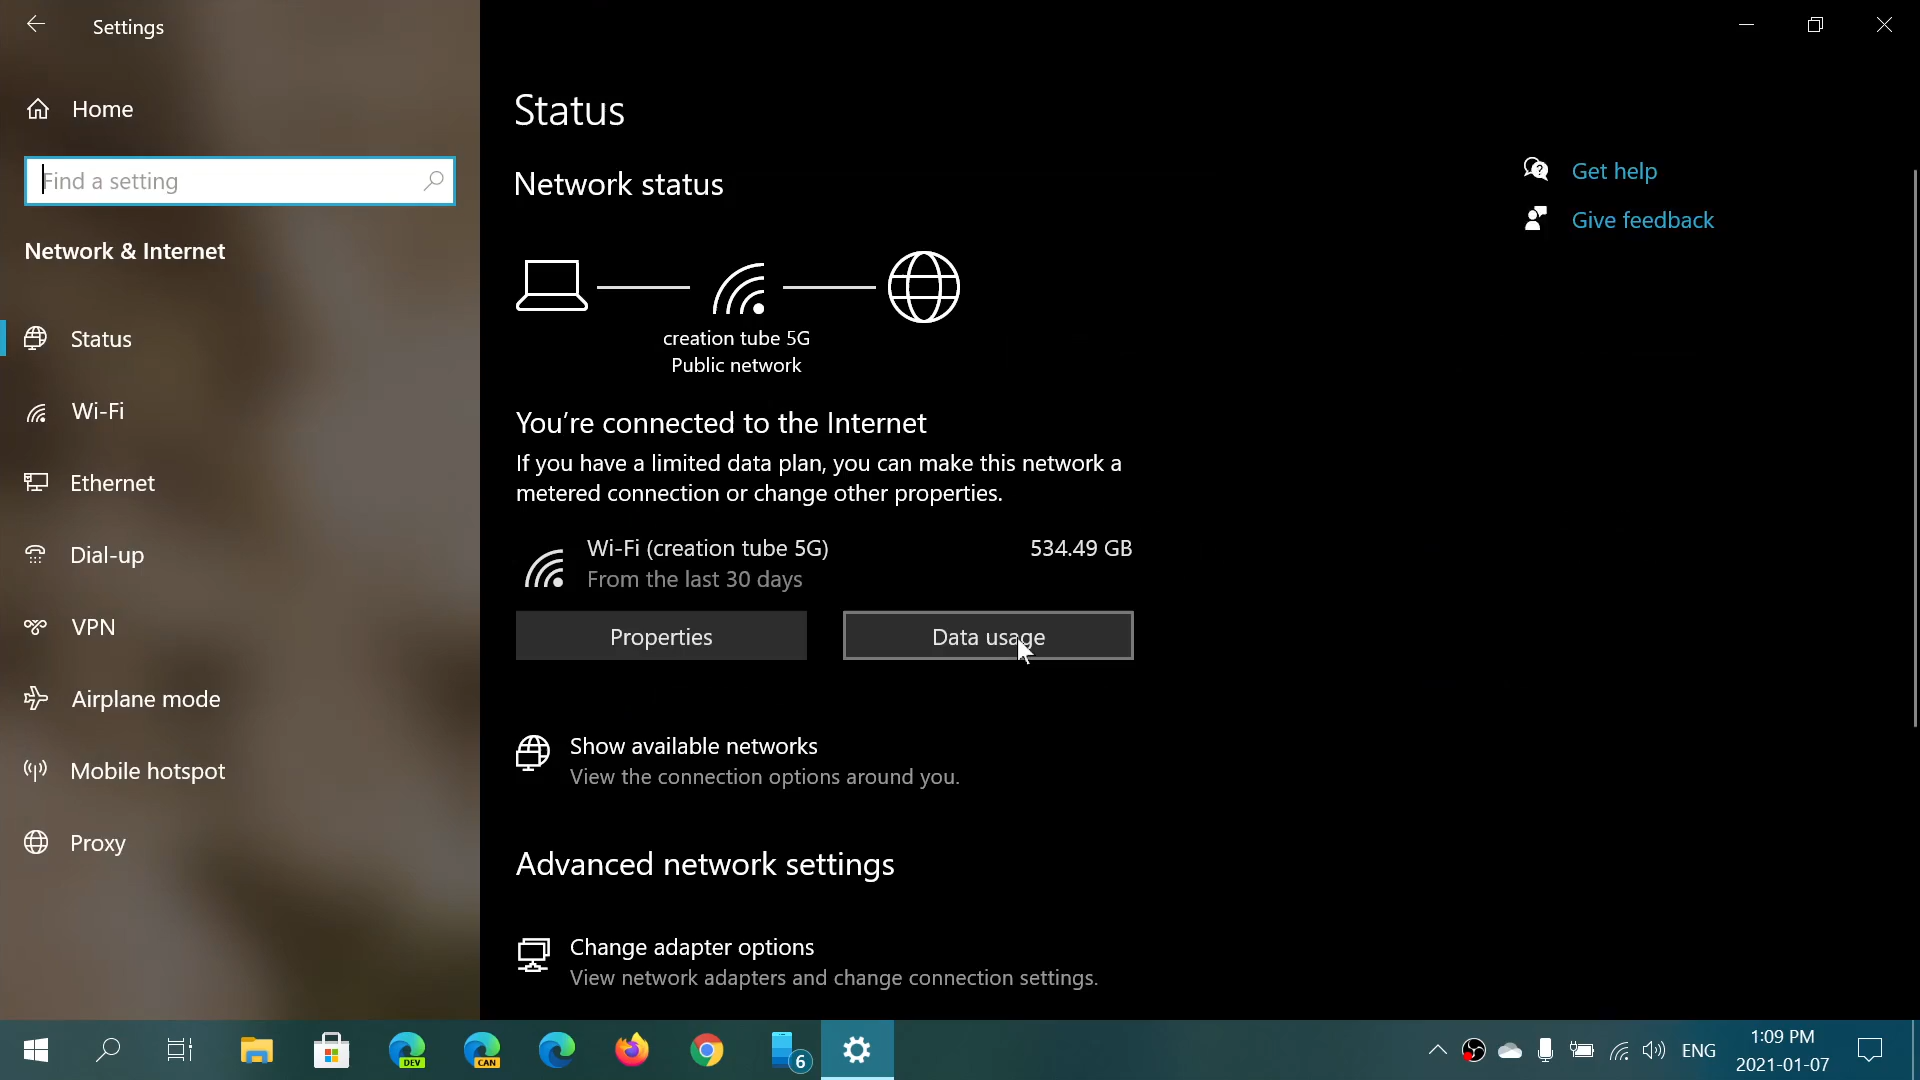 Settings
Home
Find a setting
Network & Internet
Status
Wi-Fi
Ethernet
Dial-up
VPN
Airplane mode
Mobile hotspot
Proxy
Status
Network status
creation tube 5G
Public network
You're connected to the Internet
If you have a limited data plan, you can make this network a
metered connection or change other properties.
Wi-Fi (creation tube 5G)
534.49 GB
From the last 30 days
Properties
Data usage
Show available networks
View the connection options around you.
Advanced network settings
Change adapter options
View network adapters and change connection settings.
Get help
Give feedback
DEV
CAN
6
ENG
1:09 PM
2021-01-07